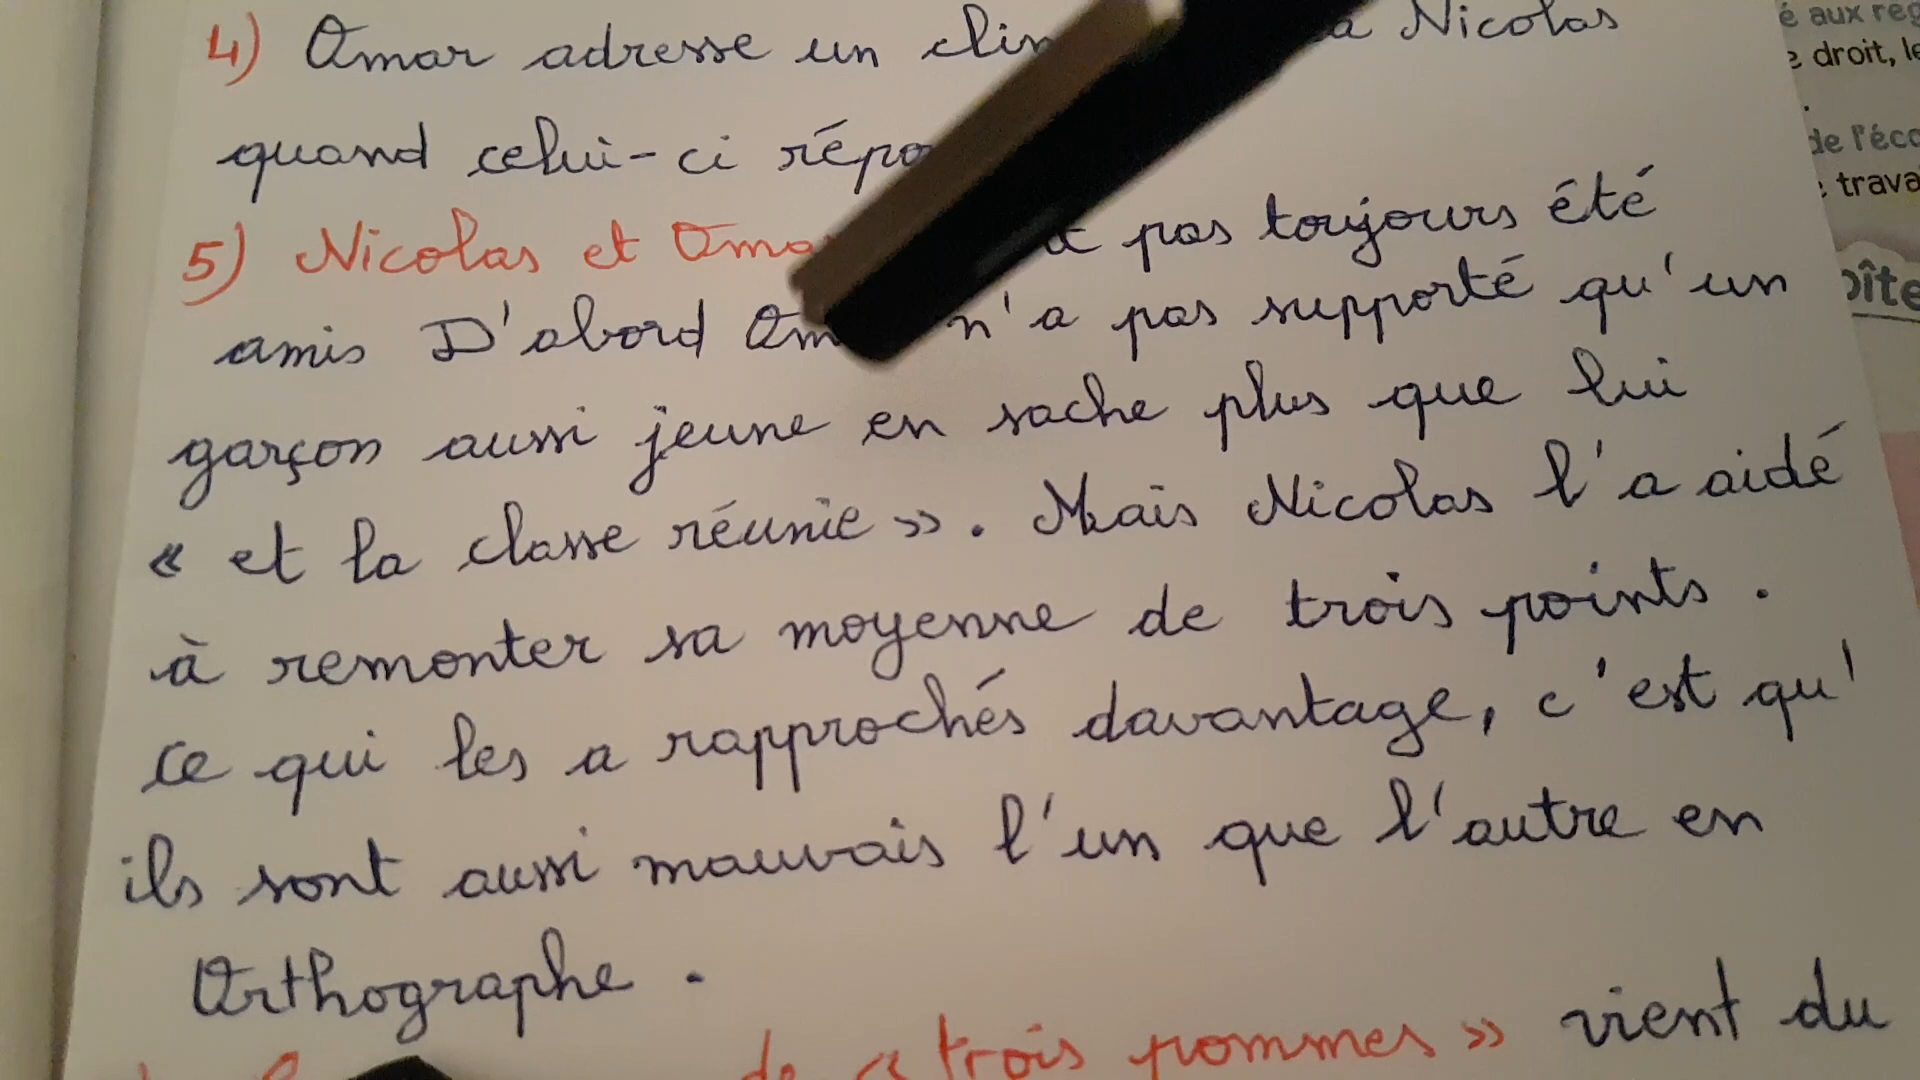 4) Omar adresse un à Nicolas
quand celui-ci
5) Nicolas et pas toujours été
amis D'abord n'a pas supporté qu'un
garçon aussi jeune en sache plus que lui
« et la classe réunie ». Mais Nicolas l'a aidé
à remonter sa moyenne de trois points.
ce qui les a rapprochés davantage, c'est qu'
ils sont aussi mauvais l'un que l'autre en
Orthographe.
de « trois pommes » vient du
é aux reg
droit, le
de l'éco
trava
oîte